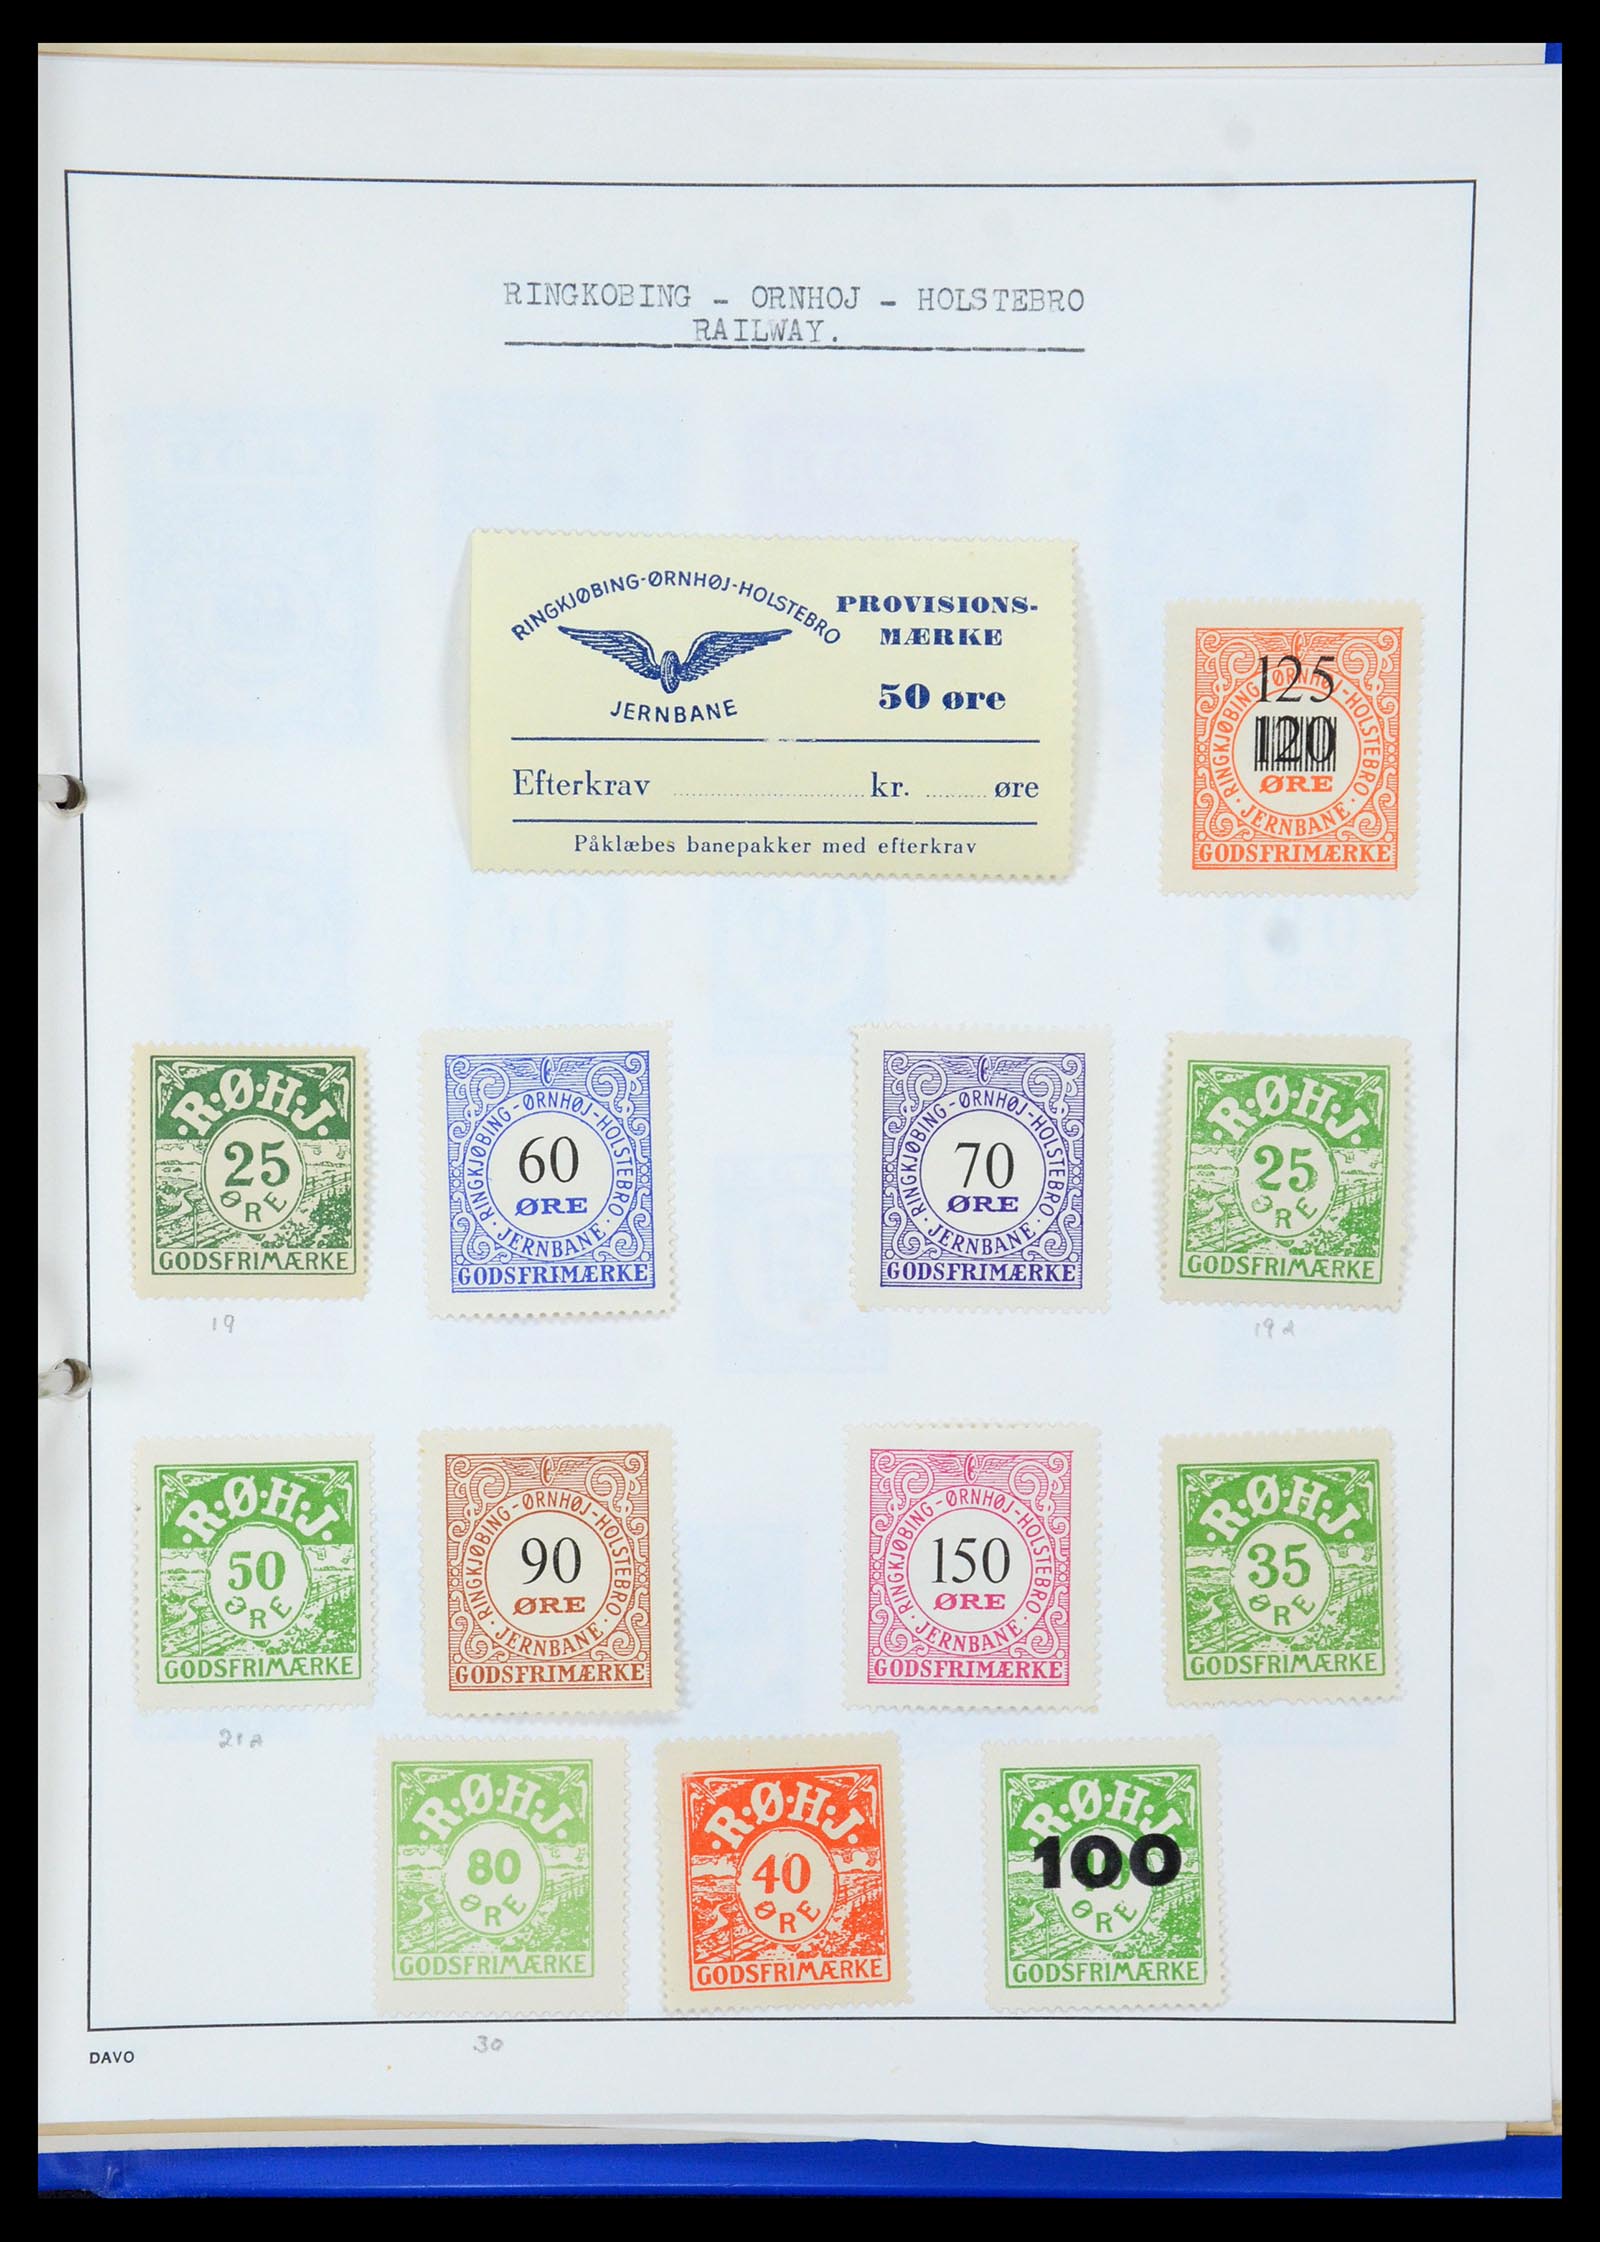 RINGKOBING - ORNHOJ - HOLSTEBRO
RAILWAY.
RINGKJØBING-ØRNHØJ-HOLSTEBRO
JERNBANE
PROVISIONS-
MÆRKE
50 øre
Efterkrav ............ kr. ......... øre
Påklæbes banepakker med efterkrav
125
120
ØRE
RINGKJØBING-ØRNHØJ-HOLSTEBRO
· JERNBANE ·
GODSFRIMÆRKE
·R·Ø·H·J·
25
ØRE
GODSFRIMÆRKE
19
RINGKJØBING-ØRNHØJ-HOLSTEBRO
60
ØRE
· JERNBANE ·
GODSFRIMÆRKE
RINGKJØBING-ØRNHØJ-HOLSTEBRO
70
ØRE
· JERNBANE ·
GODSFRIMÆRKE
·R·Ø·H·J·
25
ØRE
GODSFRIMÆRKE
19a
·R·Ø·H·J·
50
ØRE
GODSFRIMÆRKE
21a
RINGKJØBING-ØRNHØJ-HOLSTEBRO
90
ØRE
· JERNBANE ·
GODSFRIMÆRKE
RINGKJØBING-ØRNHØJ-HOLSTEBRO
150
ØRE
· JERNBANE ·
GODSFRIMÆRKE
·R·Ø·H·J·
35
ØRE
GODSFRIMÆRKE
·R·Ø·H·J·
80
ØRE
GODSFRIMÆRKE
30
·R·Ø·H·J·
40
ØRE
GODSFRIMÆRKE
·R·Ø·H·J·
100
ØRE
GODSFRIMÆRKE
DAVO